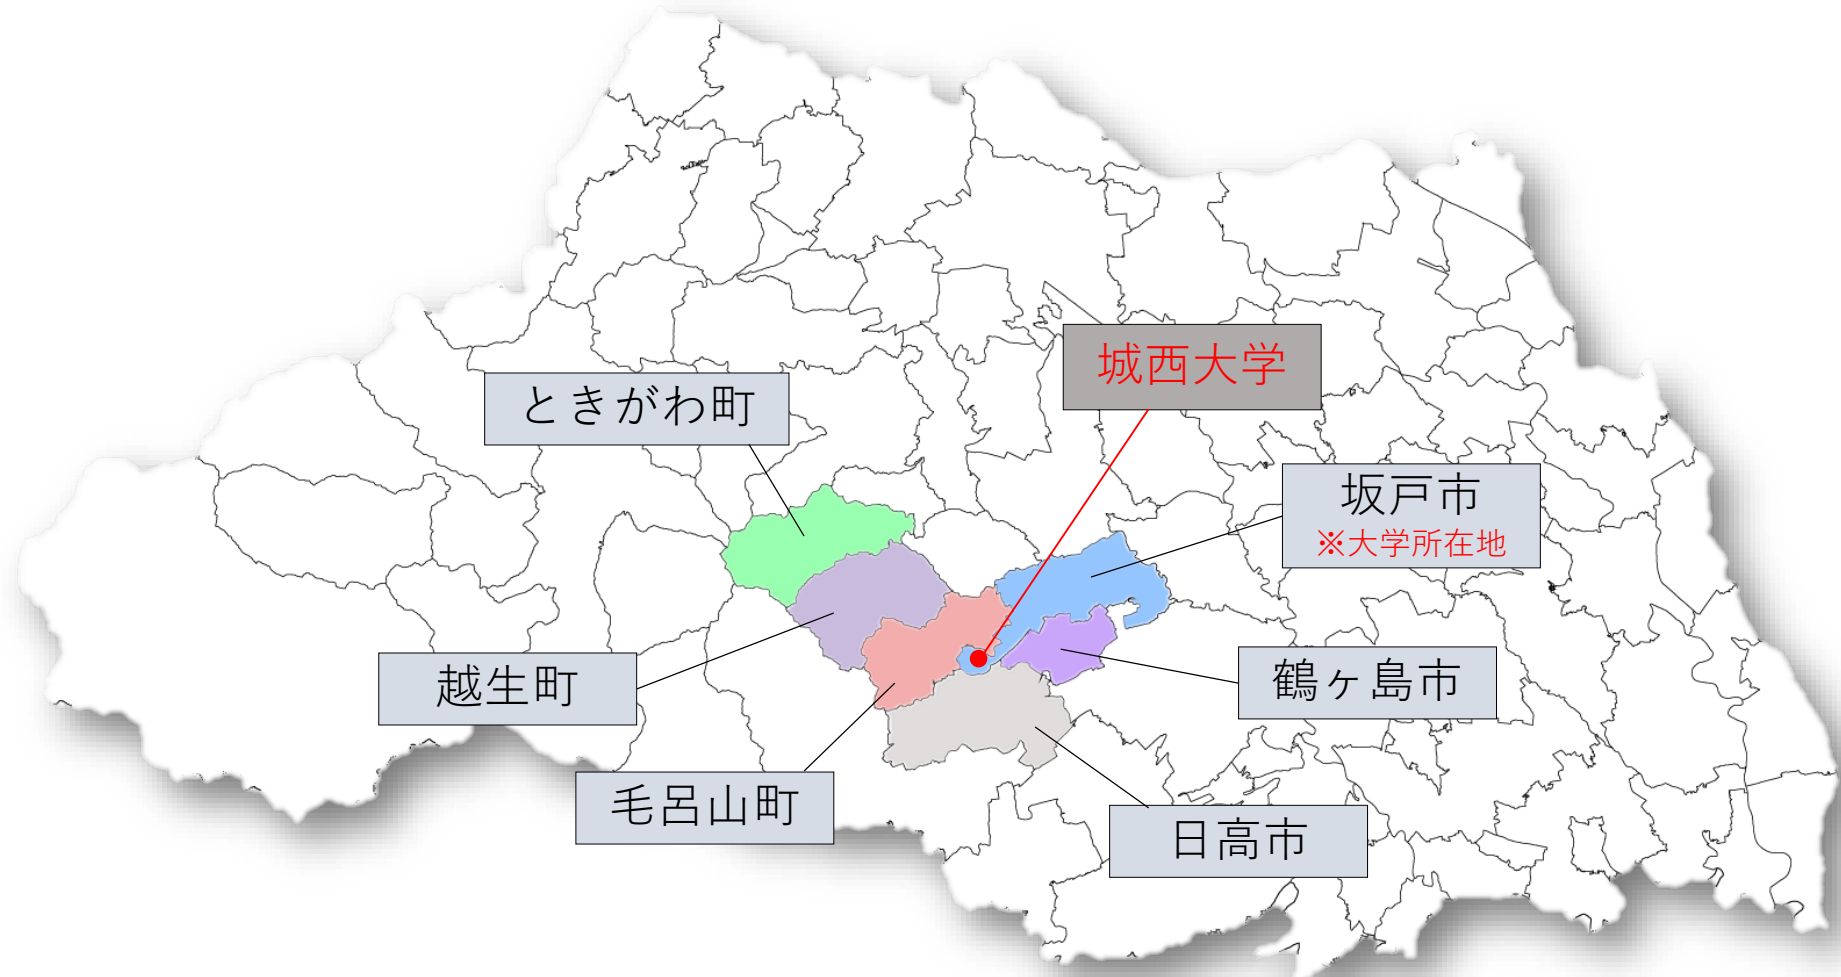 城西大学
ときがわ町
坂戸市
※大学所在地
越生町
鶴ヶ島市
毛呂山町
日高市